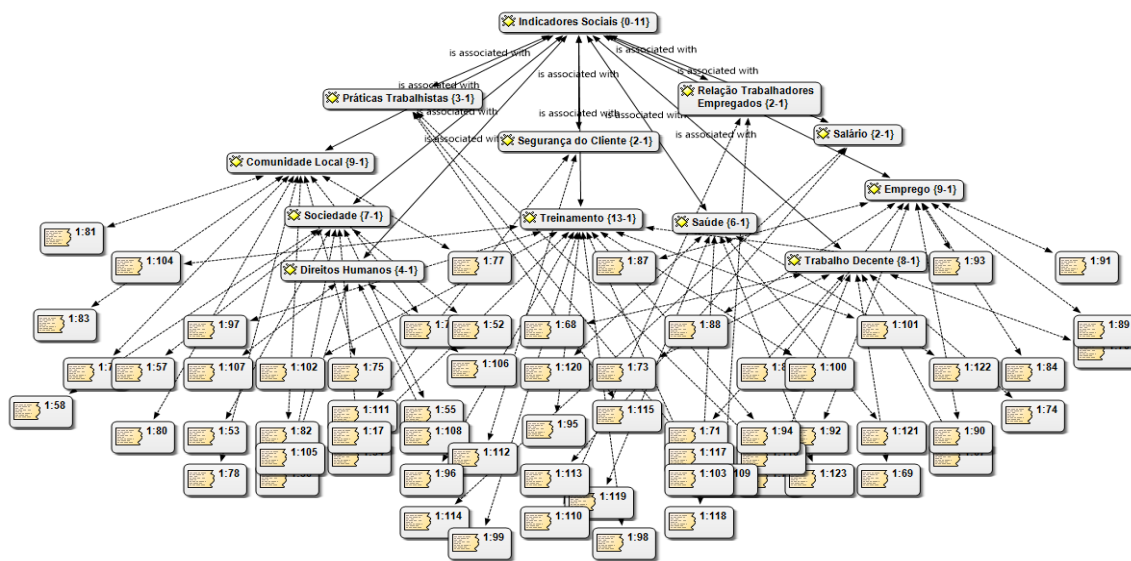 Indicadores Sociais {0-11}
is associated with
is associated with
is associated with
is associated with
is associated with
is associated with
is associated with
is associated with
is associated with
is associated with
Práticas Trabalhistas {3-1}
Relação Trabalhadores
Empregados {2-1}
Segurança do Cliente {2-1}
Salário {2-1}
Comunidade Local {9-1}
Emprego {9-1}
Sociedade {7-1}
Treinamento {13-1}
Saúde {6-1}
1:81
1:104
Direitos Humanos {4-1}
1:77
1:87
Trabalho Decente {8-1}
1:93
1:91
1:83
1:97
1:52
1:68
1:88
1:101
1:89
1:57
1:107
1:102
1:75
1:106
1:120
1:73
1:100
1:122
1:84
1:58
1:111
1:55
1:95
1:115
1:74
1:80
1:53
1:82
1:17
1:108
1:71
1:94
1:92
1:121
1:90
1:105
1:112
1:117
1:78
1:96
1:113
1:103
1:123
1:69
1:119
1:114
1:110
1:118
1:99
1:98